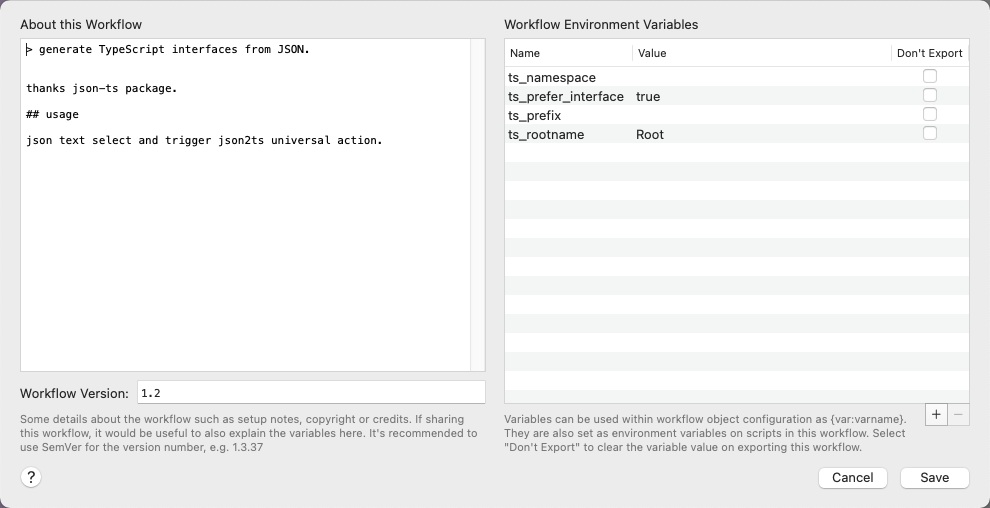 About this Workflow
> generate TypeScript interfaces from JSON.
thanks json-ts package.
## usage
json text select and trigger json2ts universal action.
Workflow Version: 1.2
Some details about the workflow such as setup notes, copyright or credits. If sharing
this workflow, it would be useful to also explain the variables here. It's recommended to
use SemVer for the version number, e.g. 1.3.37
?
Workflow Environment Variables
Name Value Don't Export
ts_namespace
ts_prefer_interface true
ts_prefix
ts_rootname Root
+ −
Variables can be used within workflow object configuration as {var:varname}.
They are also set as environment variables on scripts in this workflow. Select
"Don't Export" to clear the variable value on exporting this workflow.
Cancel Save